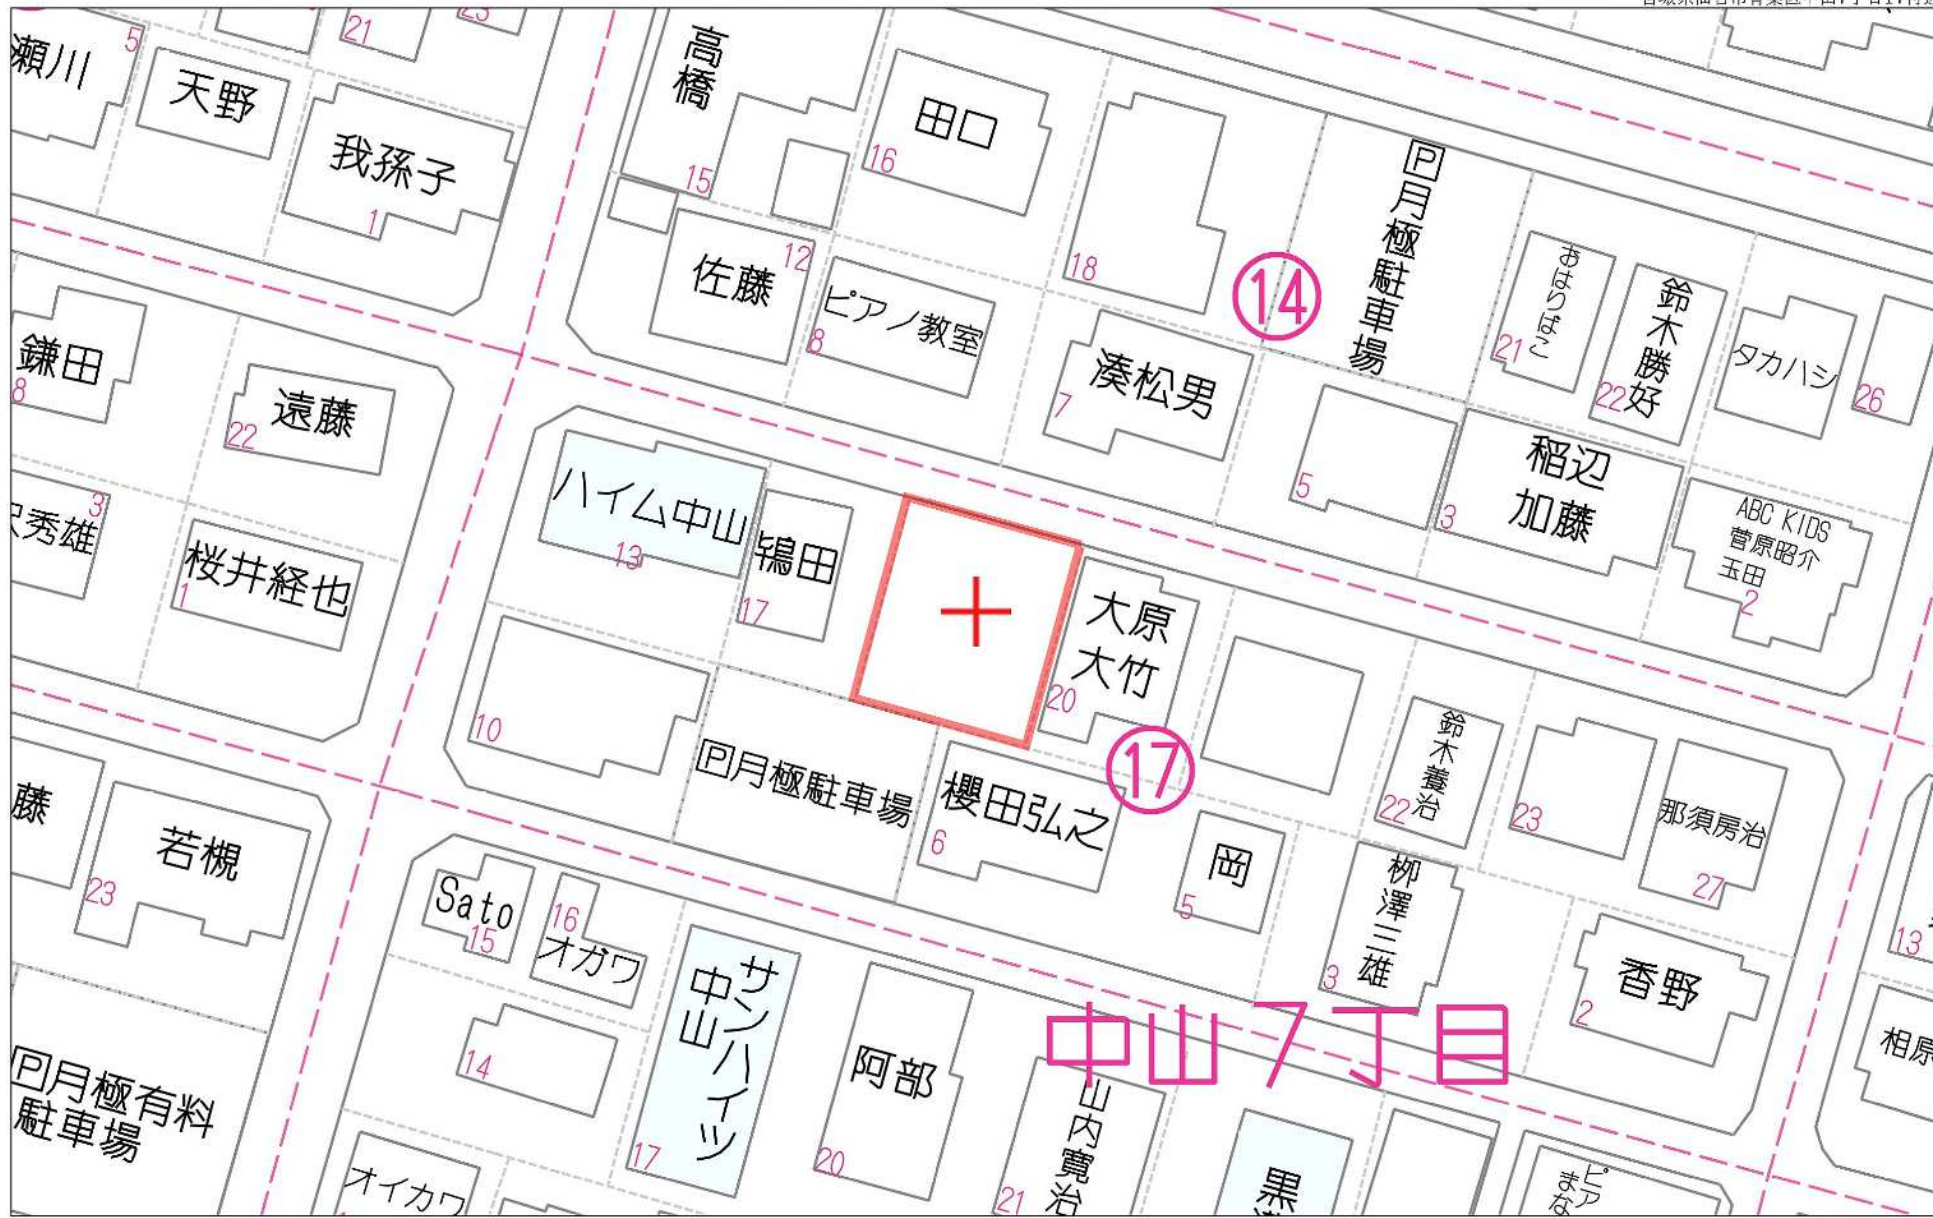 瀬川
5
天野
21
23
我孫子
1
高橋
15
田口
16
18
⑭
🄿月極駐車場
おはりばこ
21
鈴木勝好
22
タカハシ
26
佐藤
12
ピアノ教室
8
湊松男
7
5
稲辺
加藤
3
ABC KIDS
菅原昭介
玉田
2
鎌田
8
遠藤
22
秀雄
3
桜井経也
1
ハイム中山
13
鴇田
17
大原
大竹
20
⑰
10
🄿月極駐車場
櫻田弘之
6
岡
5
鈴木養治
22
23
那須房治
27
柳澤三雄
3
香野
2
13
相原
藤
若槻
23
Sato
15
16
オガワ
14
サンハイツ
中山
17
阿部
20
中山7丁目
山内寛治
21
黒
ピア
まな
🄿月極有料
駐車場
オイカワ